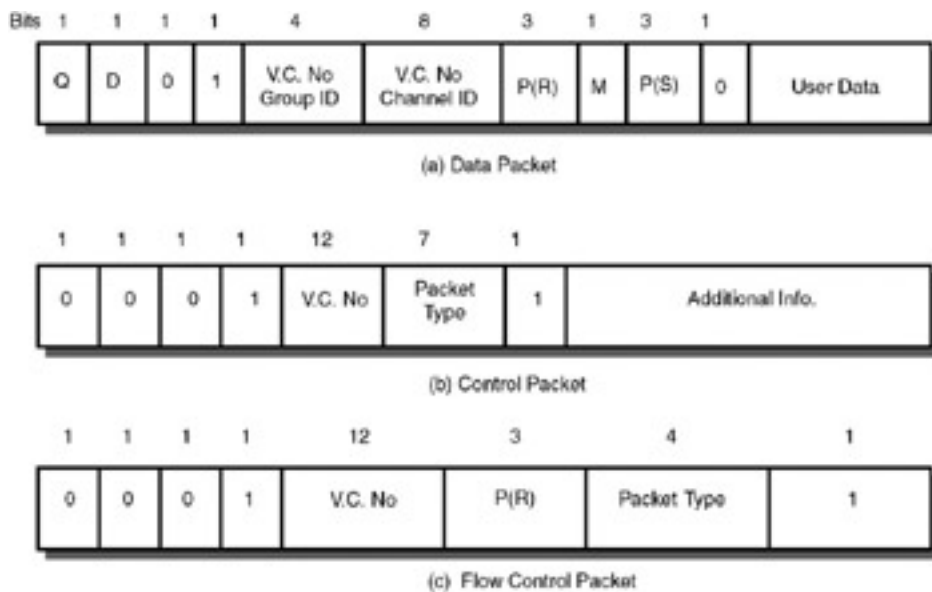 Bits 1 1 1 1 4 8 3 1 3 1
Q D 0 1 V.C. No Group ID V.C. No Channel ID P(R) M P(S) 0 User Data
(a) Data Packet
1 1 1 1 12 7 1
0 0 0 1 V.C. No Packet Type 1 Additional Info.
(b) Control Packet
1 1 1 1 12 3 4 1
0 0 0 1 V.C. No P(R) Packet Type 1
(c) Flow Control Packet